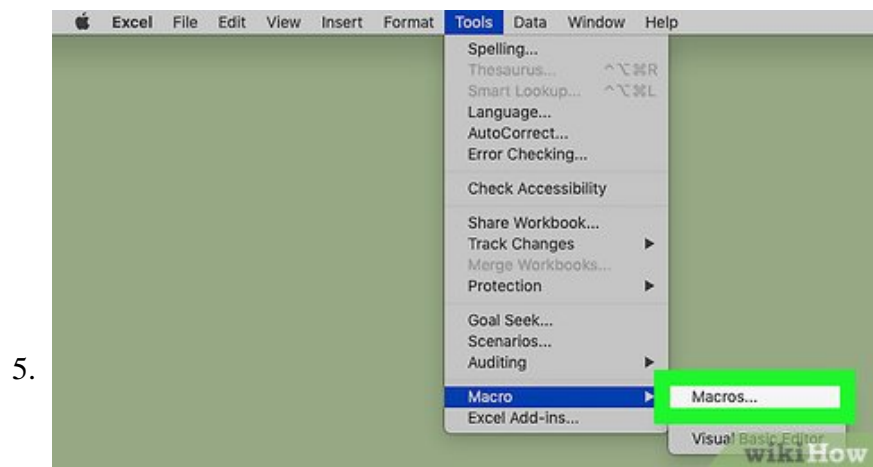 Excel File Edit View Insert Format Tools Data Window Help
Spelling...
Thesaurus... ^⌥⌘R
Smart Lookup... ^⌥⌘L
Language...
AutoCorrect...
Error Checking...
Check Accessibility
Share Workbook...
Track Changes ▶
Merge Workbooks...
Protection ▶
Goal Seek...
Scenarios...
5.
Auditing ▶
Macro ▶ Macros...
Excel Add-ins...
Visual Basic Editor
wikiHow